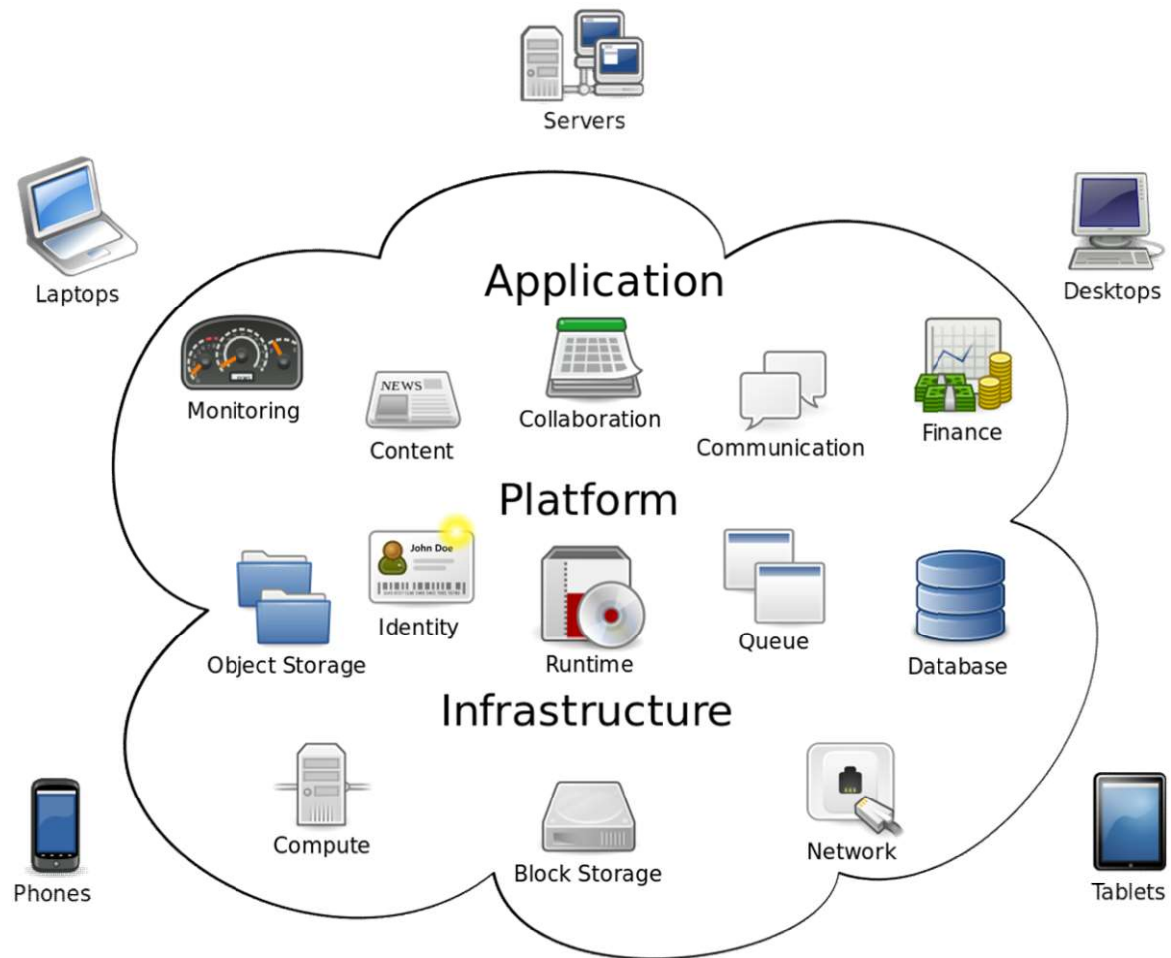 Servers
Laptops
Desktops
Application
Monitoring
NEWS
Content
Collaboration
Communication
Finance
Platform
John Doe
Object Storage
Identity
Runtime
Queue
Database
Infrastructure
Compute
Block Storage
Network
Phones
Tablets